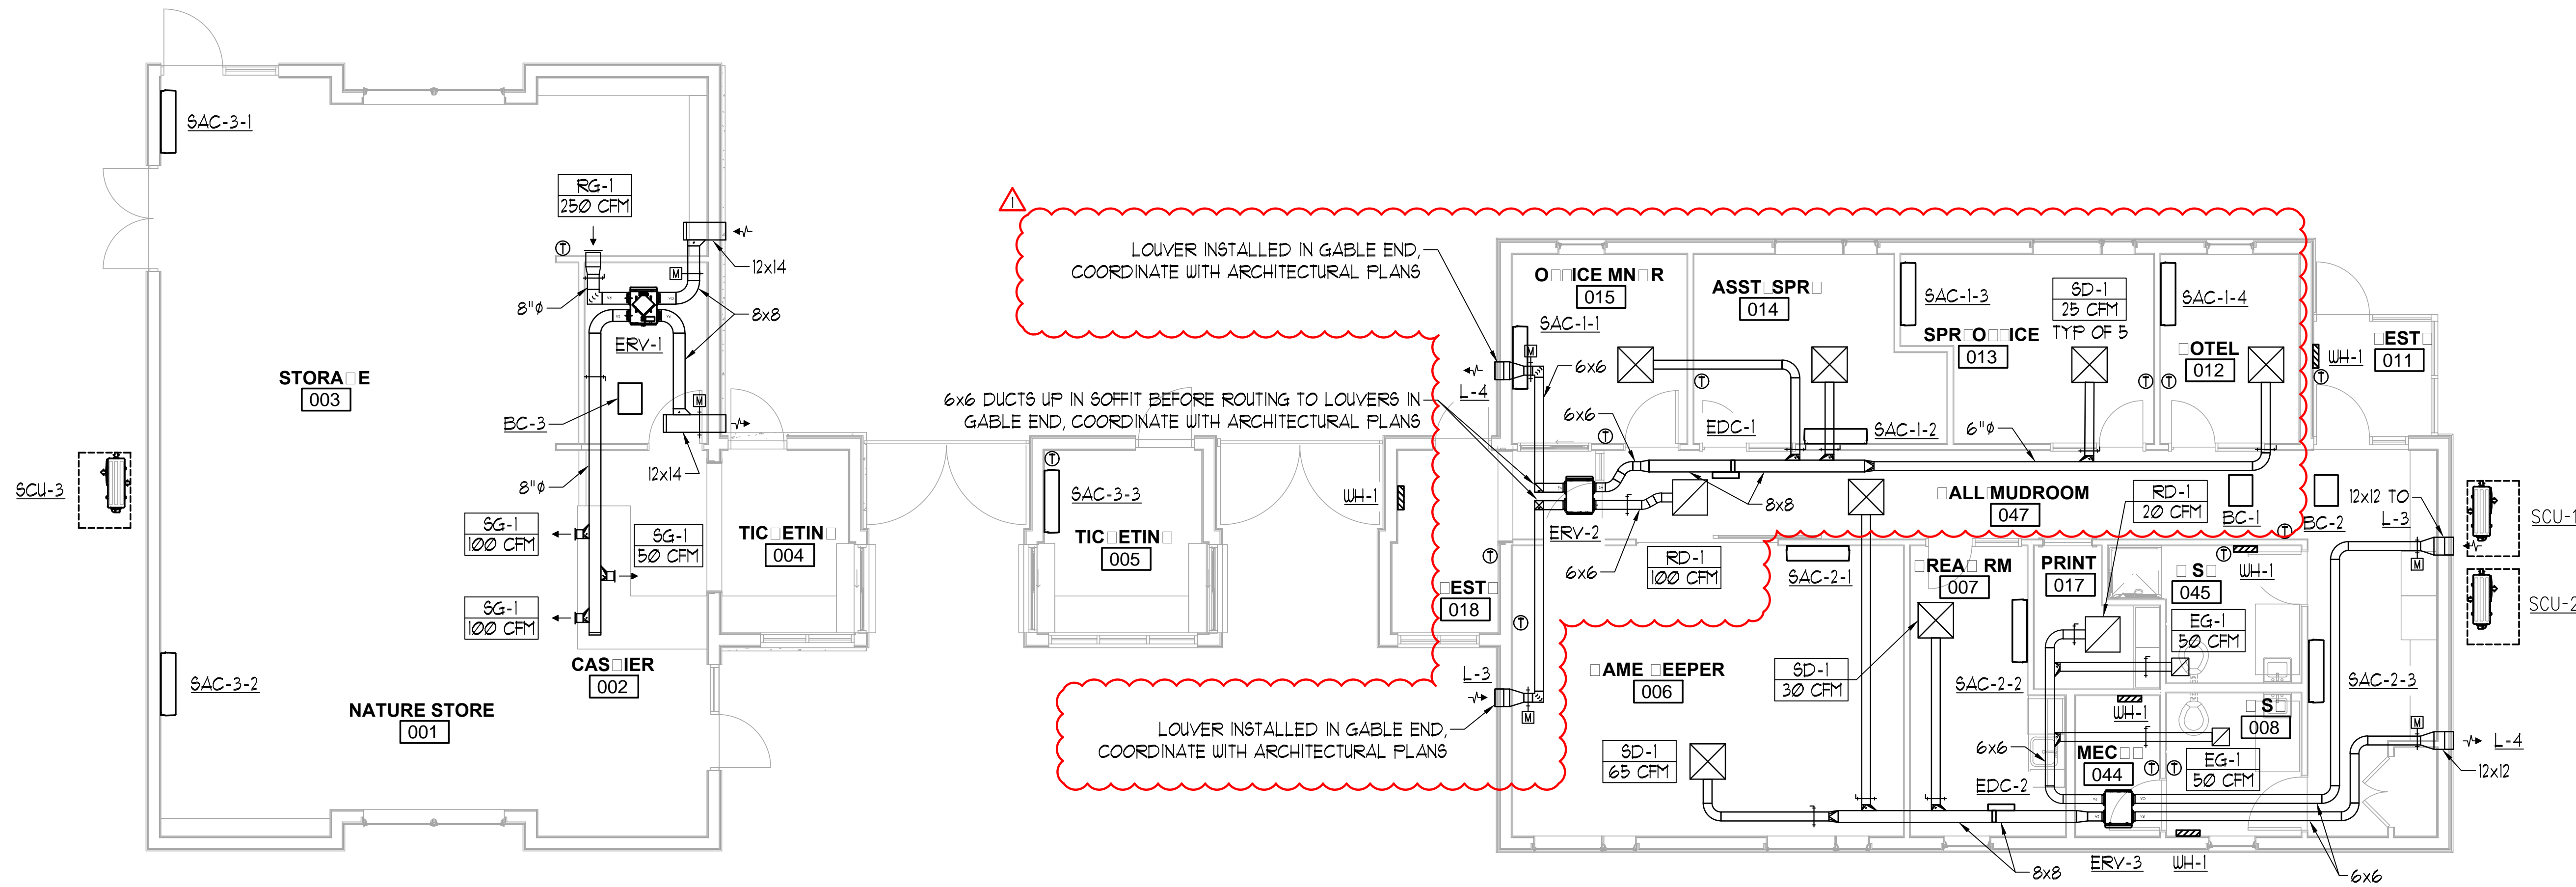 SAC-3-1
RG-1
250 CFM
T
M
12x14
8"Ø
8x8
ERV-1
STORA□E
003
BC-3
M
12x14
8"Ø
SCU-3
SG-1
100 CFM
SG-1
50 CFM
SG-1
100 CFM
CAS□IER
002
SAC-3-2
NATURE STORE
001
TIC□ETIN□
004
T
SAC-3-3
TIC□ETIN□
005
WH-1
T
□EST□
018
1
LOUVER INSTALLED IN GABLE END,
COORDINATE WITH ARCHITECTURAL PLANS
6x6 DUCTS UP IN SOFFIT BEFORE ROUTING TO LOUVERS IN
GABLE END, COORDINATE WITH ARCHITECTURAL PLANS
L-4
L-3
LOUVER INSTALLED IN GABLE END,
COORDINATE WITH ARCHITECTURAL PLANS
O□□ICE MN□R
015
SAC-1-1
M
6x6
ASST□SPR□
014
T
EDC-1
SAC-1-2
6x6
T
SAC-1-3
SPR□O□□ICE
013
SD-1
25 CFM
TYP OF 5
T
T
SAC-1-4
□OTEL
012
WH-1
T
□EST□
011
6"Ø
8x8
ERV-2
6x6
RD-1
100 CFM
□ALL□MUDROOM
047
RD-1
20 CFM
BC-1
BC-2
T
12x12 TO
L-3
SCU-1
SCU-2
M
T
M
SAC-2-1
□REA□ RM
007
PRINT
017
□S□
045
T
WH-1
EG-1
50 CFM
□AME □EEPER
006
SD-1
30 CFM
SAC-2-2
SAC-2-3
WH-1
□S□
008
SD-1
65 CFM
6x6
MEC□□
044
T
T
EG-1
50 CFM
M
L-4
12x12
EDC-2
8x8
ERV-3
WH-1
6x6